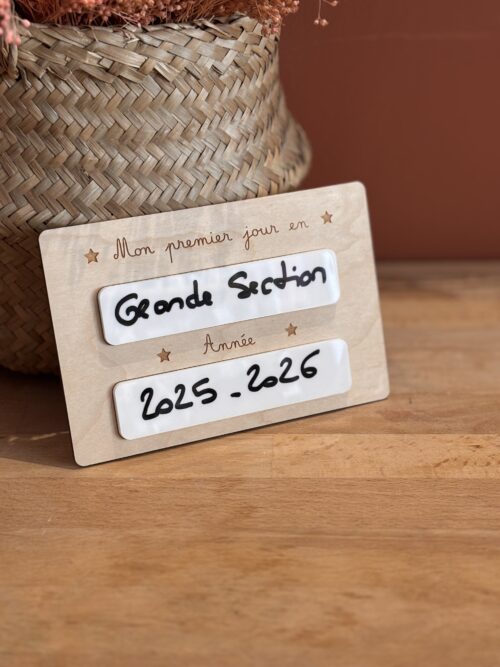 Mon premier jour en
Grande Section
Année
2025 - 2026